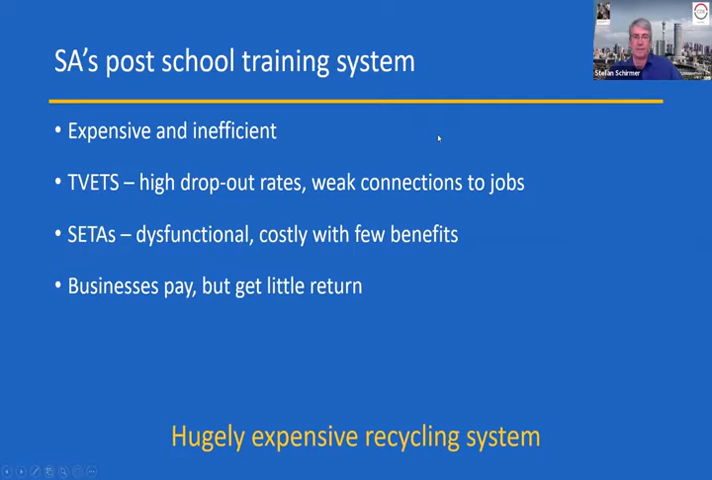 SA's post school training system
Stefan Schirmer
• Expensive and inefficient
• TVETS – high drop-out rates, weak connections to jobs
• SETAs – dysfunctional, costly with few benefits
• Businesses pay, but get little return
Hugely expensive recycling system